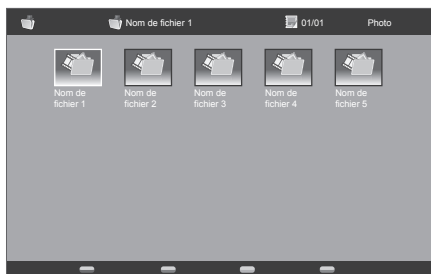 Nom de fichier 1
01/01
Photo
Nom de
fichier 1
Nom de
fichier 2
Nom de
fichier 3
Nom de
fichier 4
Nom de
fichier 5